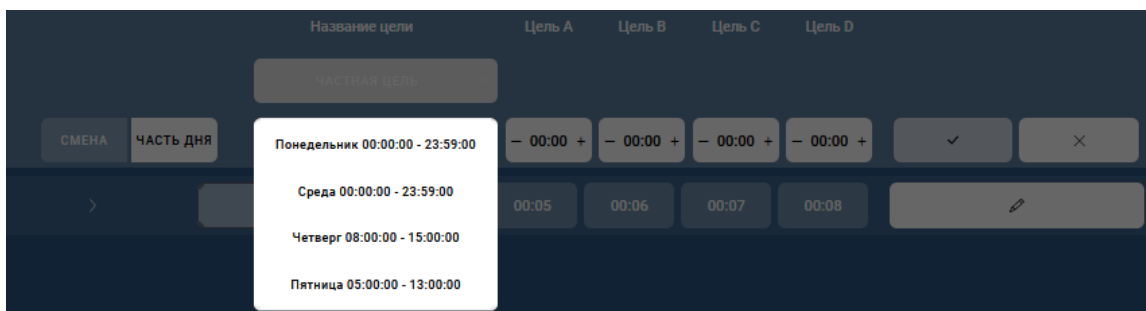 Название цели Цель A Цель B Цель C Цель D
ЧАСТНАЯ ЦЕЛЬ
СМЕНА ЧАСТЬ ДНЯ Понедельник 00:00:00 - 23:59:00 – 00:00 + – 00:00 + – 00:00 + – 00:00 +
Среда 00:00:00 - 23:59:00 00:05 00:06 00:07 00:08
Четверг 08:00:00 - 15:00:00
Пятница 05:00:00 - 13:00:00